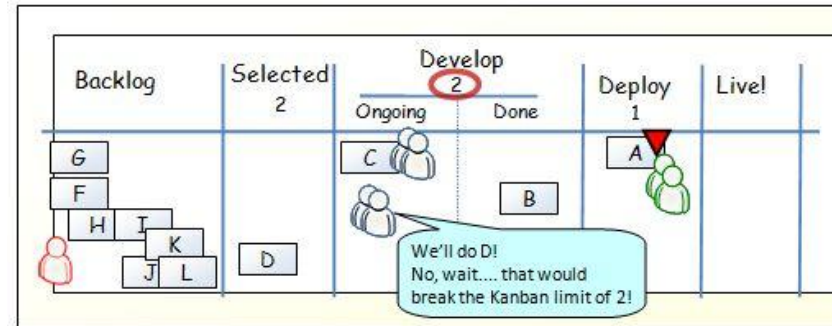 Backlog
Selected
2
Develop
2
Ongoing
Done
Deploy
1
Live!
G
F
H
I
K
J
L
D
C
B
A
We'll do D!
No, wait.... that would
break the Kanban limit of 2!